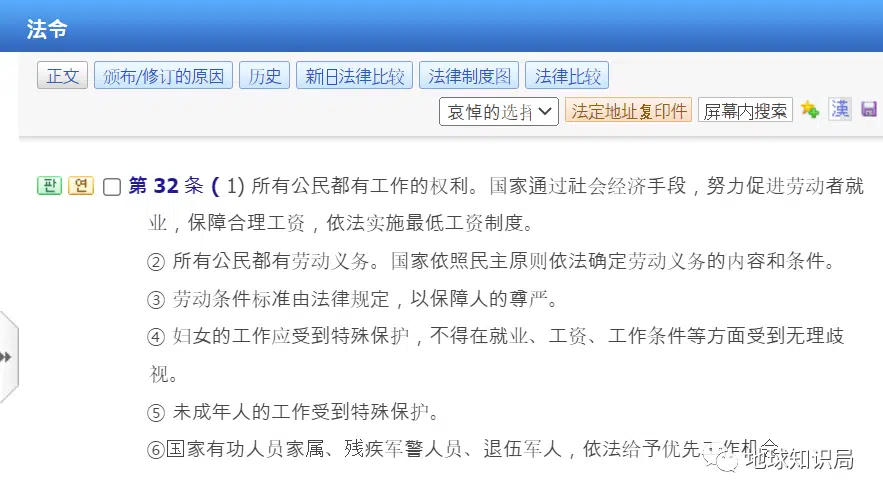 法令
正文 颁布/修订的原因 历史 新旧法律比较 法律制度图 法律比较
哀悼的选择 法定地址复印件 屏幕内搜索 漢
판 연 第 32 条 ( 1) 所有公民都有工作的权利。国家通过社会经济手段，努力促进劳动者就
业，保障合理工资，依法实施最低工资制度。
② 所有公民都有劳动义务。国家依照民主原则依法确定劳动义务的内容和条件。
③ 劳动条件标准由法律规定，以保障人的尊严。
④ 妇女的工作应受到特殊保护，不得在就业、工资、工作条件等方面受到无理歧
视。
⑤ 未成年人的工作受到特殊保护。
⑥国家有功人员家属、残疾军警人员、退伍军人，依法给予优先工作机会
地球知识局